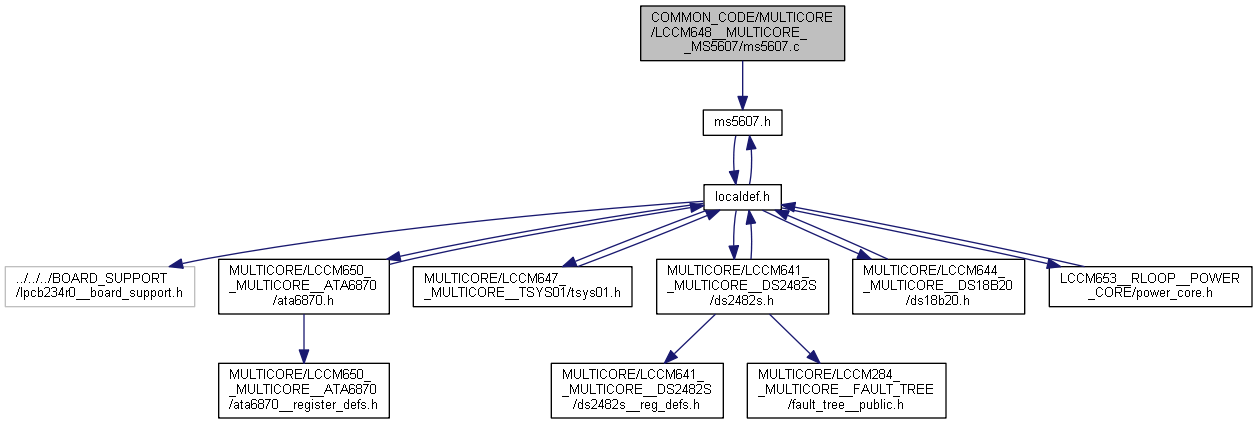 COMMON_CODE/MULTICORE
/LCCM648__MULTICORE_
_MS5607/ms5607.c
ms5607.h
localdef.h
../../../BOARD_SUPPORT
/lpcb234r0__board_support.h
MULTICORE/LCCM650_
_MULTICORE__ATA6870
/ata6870.h
MULTICORE/LCCM647_
_MULTICORE__TSYS01/tsys01.h
MULTICORE/LCCM641_
_MULTICORE__DS2482S
/ds2482s.h
MULTICORE/LCCM644_
_MULTICORE__DS18B20
/ds18b20.h
LCCM653__RLOOP__POWER
_CORE/power_core.h
MULTICORE/LCCM650_
_MULTICORE__ATA6870
/ata6870__register_defs.h
MULTICORE/LCCM641_
_MULTICORE__DS2482S
/ds2482s__reg_defs.h
MULTICORE/LCCM284_
_MULTICORE__FAULT_TREE
/fault_tree__public.h